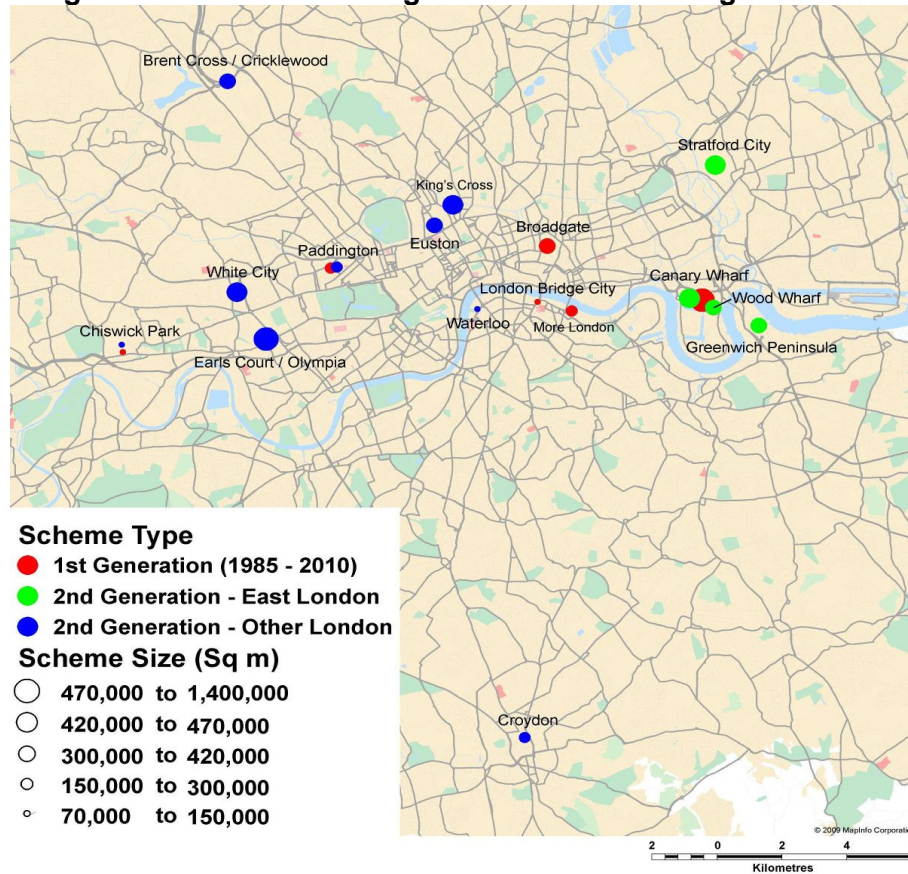 Brent Cross / Cricklewood
Stratford City
King's Cross
Euston
Broadgate
Paddington
White City
Canary Wharf
London Bridge City
Wood Wharf
Waterloo
More London
Chiswick Park
Greenwich Peninsula
Earls Court / Olympia
Scheme Type
1st Generation (1985 - 2010)
2nd Generation - East London
2nd Generation - Other London
Scheme Size (Sq m)
470,000 to 1,400,000
420,000 to 470,000
300,000 to 420,000
150,000 to 300,000
70,000 to 150,000
Croydon
© 2009 MapInfo Corporatio
2 0 2 4
Kilometres